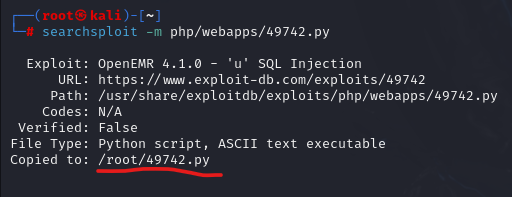 ┌──(root㉿kali)-[~]
└─# searchsploit -m php/webapps/49742.py
Exploit: OpenEMR 4.1.0 - 'u' SQL Injection
URL: https://www.exploit-db.com/exploits/49742
Path: /usr/share/exploitdb/exploits/php/webapps/49742.py
Codes: N/A
Verified: False
File Type: Python script, ASCII text executable
Copied to: /root/49742.py